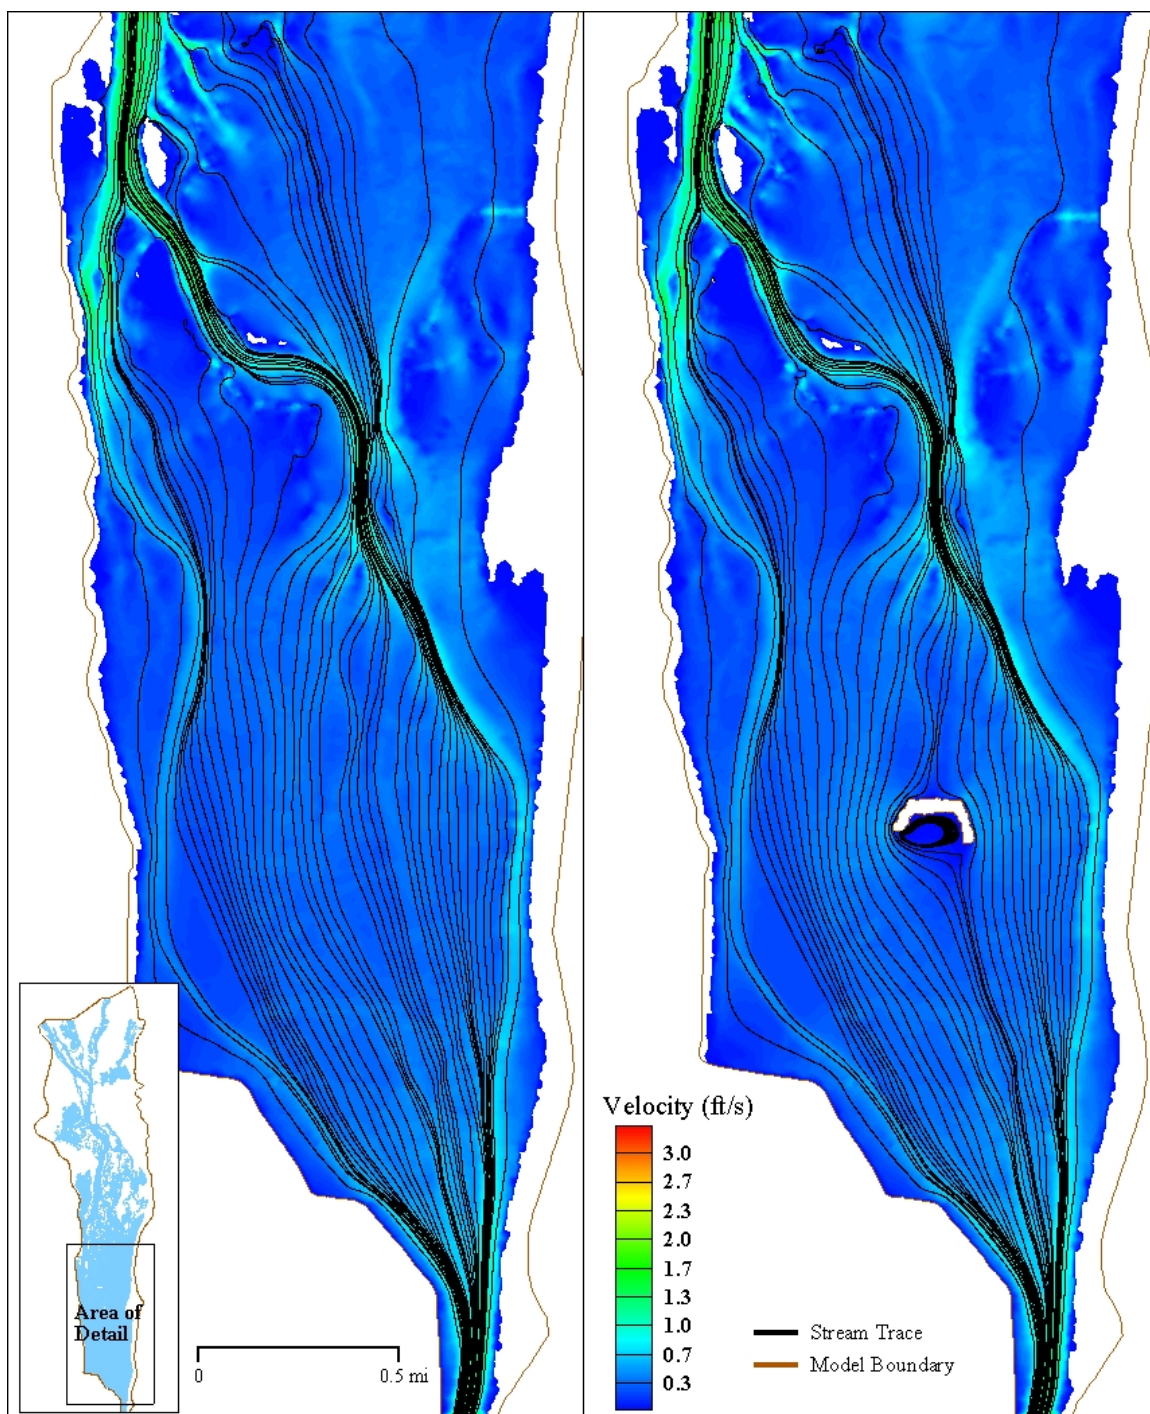 Area of
Detail
0
0.5 mi
Velocity (ft/s)
3.0
2.7
2.3
2.0
1.7
1.3
1.0
0.7
0.3
Stream Trace
Model Boundary